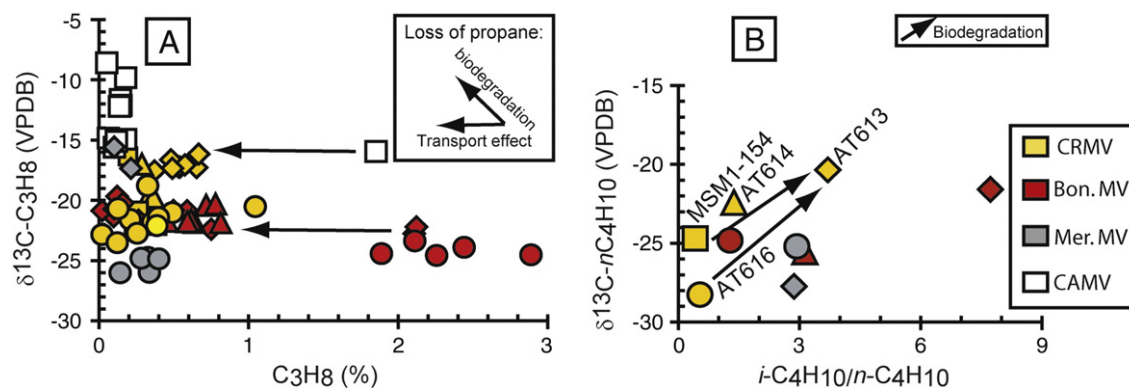 A
Loss of propane:
biodegradation
Transport effect
-5
-10
-15
-20
-25
-30
δ13C-C3H8 (VPDB)
0 1 2 3
C3H8 (%)
B
Biodegradation
-15
-20
-25
-30
δ13C-nC4H10 (VPDB)
MSM1-154
AT614
AT613
AT616
0 3 6 9
i-C4H10/n-C4H10
CRMV
Bon. MV
Mer. MV
CAMV